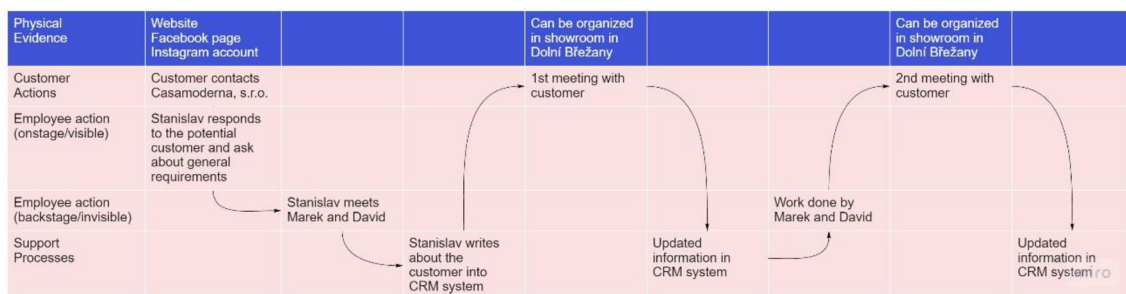 Physical
Evidence
Website
Facebook page
Instagram account
Can be organized
in showroom in
Dolní Břežany
Can be organized
in showroom in
Dolní Břežany
Customer
Actions
Customer contacts
Casamoderna, s.r.o.
1st meeting with
customer
2nd meeting with
customer
Employee action
(onstage/visible)
Stanislav responds
to the potential
customer and ask
about general
requirements
Employee action
(backstage/invisible)
Stanislav meets
Marek and David
Work done by
Marek and David
Support
Processes
Stanislav writes
about the
customer into
CRM system
Updated
information in
CRM system
Updated
information in
CRM system
miro